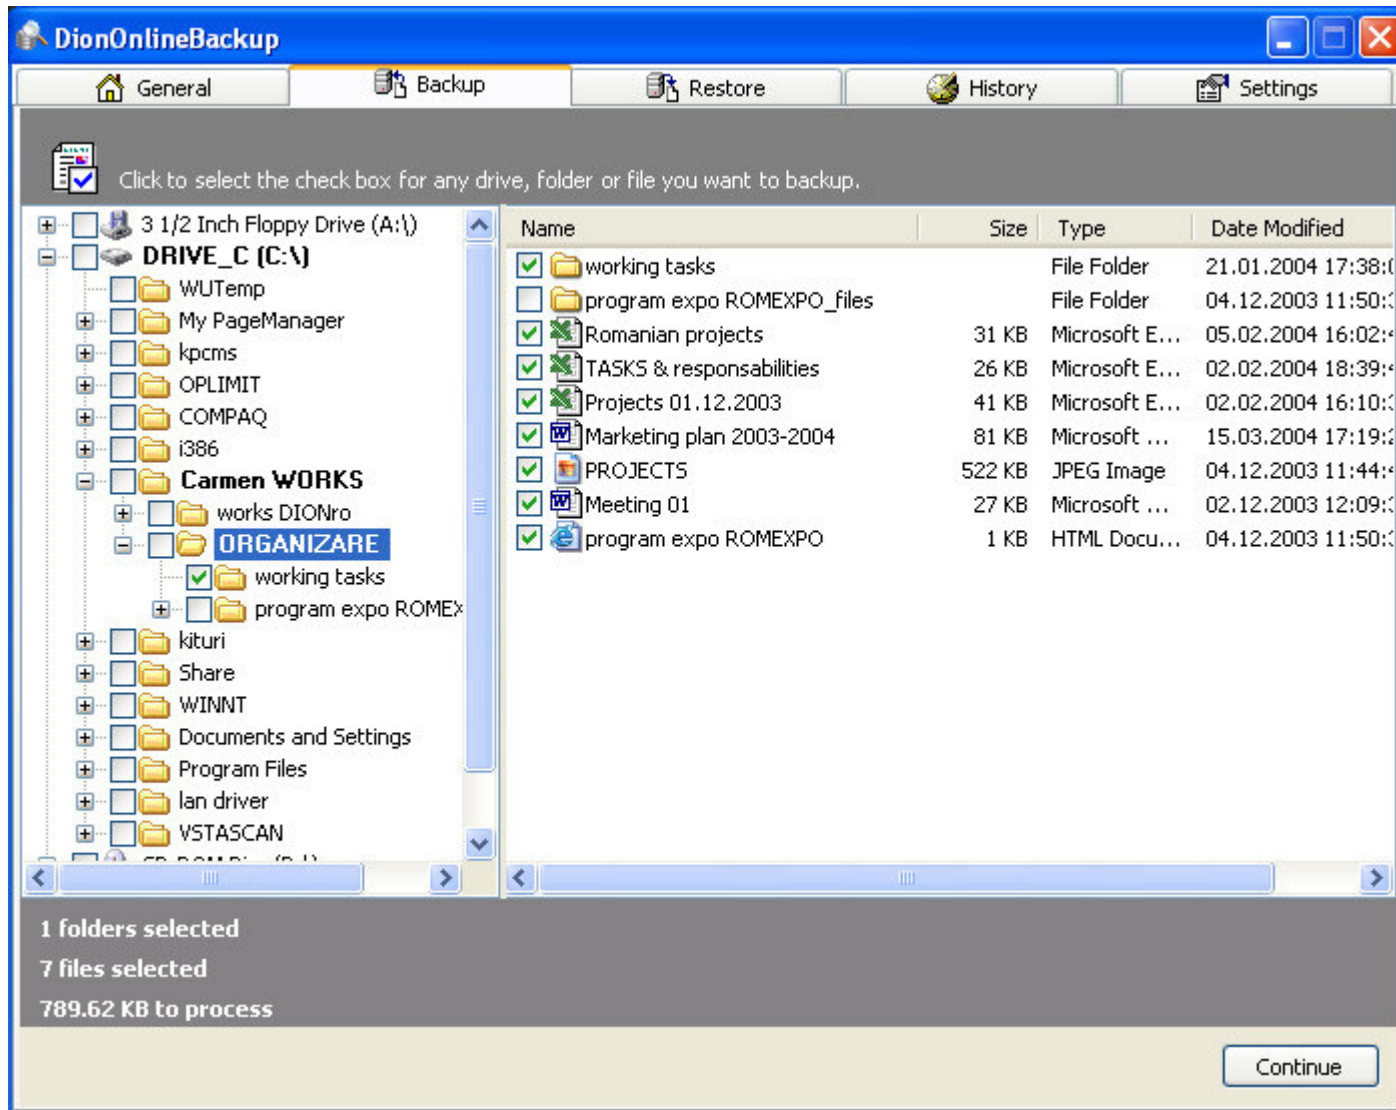 DionOnlineBackup
General Backup Restore History Settings
Click to select the check box for any drive, folder or file you want to backup.
3 1/2 Inch Floppy Drive (A:\)
DRIVE_C (C:\)
WUTemp
My PageManager
kpcms
OPLIMIT
COMPAQ
i386
Carmen WORKS
works DIONro
ORGANIZARE
working tasks
program expo ROMEX
kituri
Share
WINNT
Documents and Settings
Program Files
lan driver
VSTASCAN
Name Size Type Date Modified
working tasks File Folder 21.01.2004 17:38:
program expo ROMEXPO_files File Folder 04.12.2003 11:50:
Romanian projects 31 KB Microsoft E... 05.02.2004 16:02:
TASKS & responsabilities 26 KB Microsoft E... 02.02.2004 18:39:
Projects 01.12.2003 41 KB Microsoft E... 02.02.2004 16:10:
Marketing plan 2003-2004 81 KB Microsoft ... 15.03.2004 17:19:
PROJECTS 522 KB JPEG Image 04.12.2003 11:44:
Meeting 01 27 KB Microsoft ... 02.12.2003 12:09:
program expo ROMEXPO 1 KB HTML Docu... 04.12.2003 11:50:
1 folders selected
7 files selected
789.62 KB to process
Continue